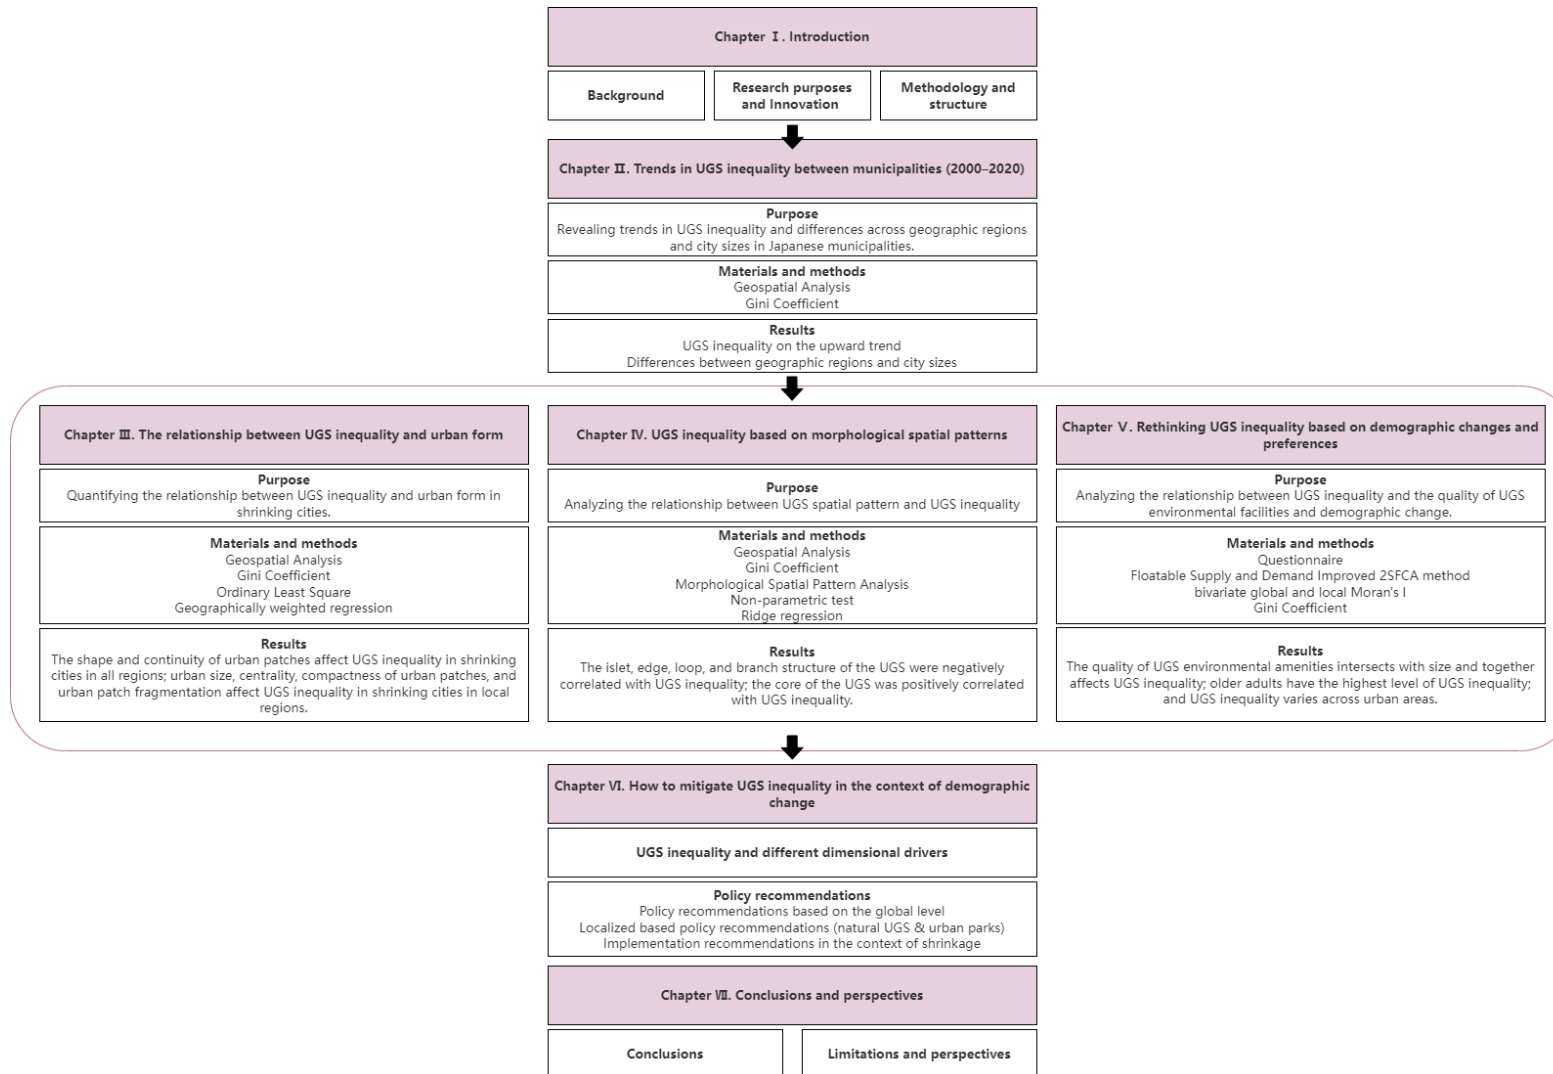 Chapter Ⅰ. Introduction
Background
Research purposes
and Innovation
Methodology and
structure
Chapter Ⅱ. Trends in UGS inequality between municipalities (2000–2020)
Purpose
Revealing trends in UGS inequality and differences across geographic regions
and city sizes in Japanese municipalities.
Materials and methods
Geospatial Analysis
Gini Coefficient
Results
UGS inequality on the upward trend
Differences between geographic regions and city sizes
Chapter Ⅲ. The relationship between UGS inequality and urban form
Purpose
Quantifying the relationship between UGS inequality and urban form in
shrinking cities.
Materials and methods
Geospatial Analysis
Gini Coefficient
Ordinary Least Square
Geographically weighted regression
Results
The shape and continuity of urban patches affect UGS inequality in shrinking
cities in all regions; urban size, centrality, compactness of urban patches, and
urban patch fragmentation affect UGS inequality in shrinking cities in local
regions.
Chapter Ⅳ. UGS inequality based on morphological spatial patterns
Purpose
Analyzing the relationship between UGS spatial pattern and UGS inequality
Materials and methods
Geospatial Analysis
Gini Coefficient
Morphological Spatial Pattern Analysis
Non-parametric test
Ridge regression
Results
The islet, edge, loop, and branch structure of the UGS were negatively
correlated with UGS inequality; the core of the UGS was positively correlated
with UGS inequality.
Chapter Ⅴ. Rethinking UGS inequality based on demographic changes and
preferences
Purpose
Analyzing the relationship between UGS inequality and the quality of UGS
environmental facilities and demographic change.
Materials and methods
Questionnaire
Floatable Supply and Demand Improved 2SFCA method
bivariate global and local Moran's I
Gini Coefficient
Results
The quality of UGS environmental amenities intersects with size and together
affects UGS inequality; older adults have the highest level of UGS inequality;
and UGS inequality varies across urban areas.
Chapter Ⅵ. How to mitigate UGS inequality in the context of demographic
change
UGS inequality and different dimensional drivers
Policy recommendations
Policy recommendations based on the global level
Localized based policy recommendations (natural UGS & urban parks)
Implementation recommendations in the context of shrinkage
Chapter Ⅶ. Conclusions and perspectives
Conclusions
Limitations and perspectives